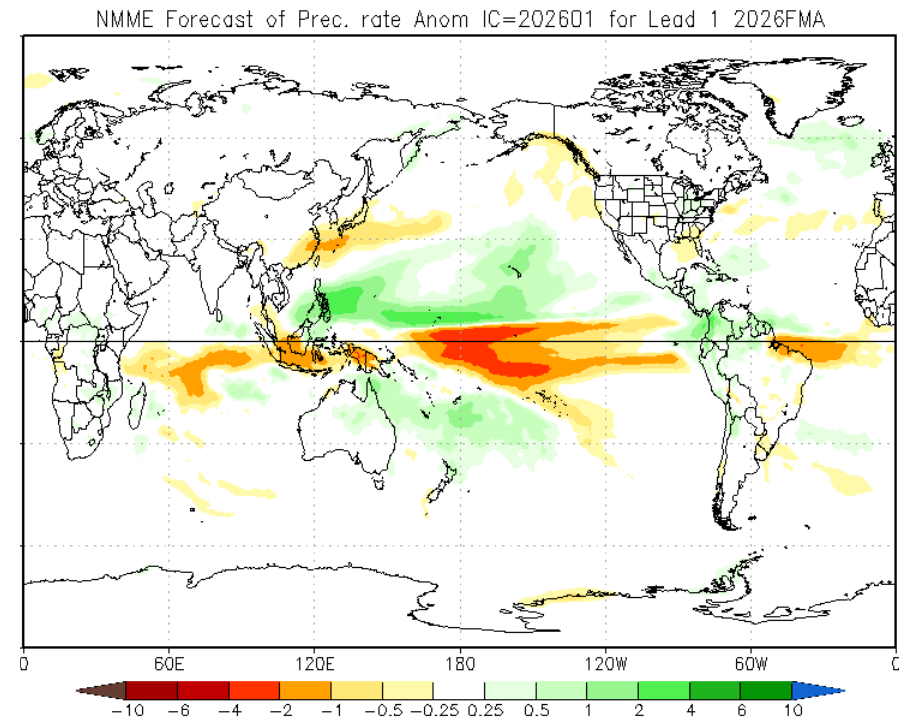 NMME Forecast of Prec. rate Anom IC=202601 for Lead 1 2026FMA
0 60E 120E 180 120W 60W 0
-10 -6 -4 -2 -1 -0.5 -0.25 0.25 0.5 1 2 4 6 10